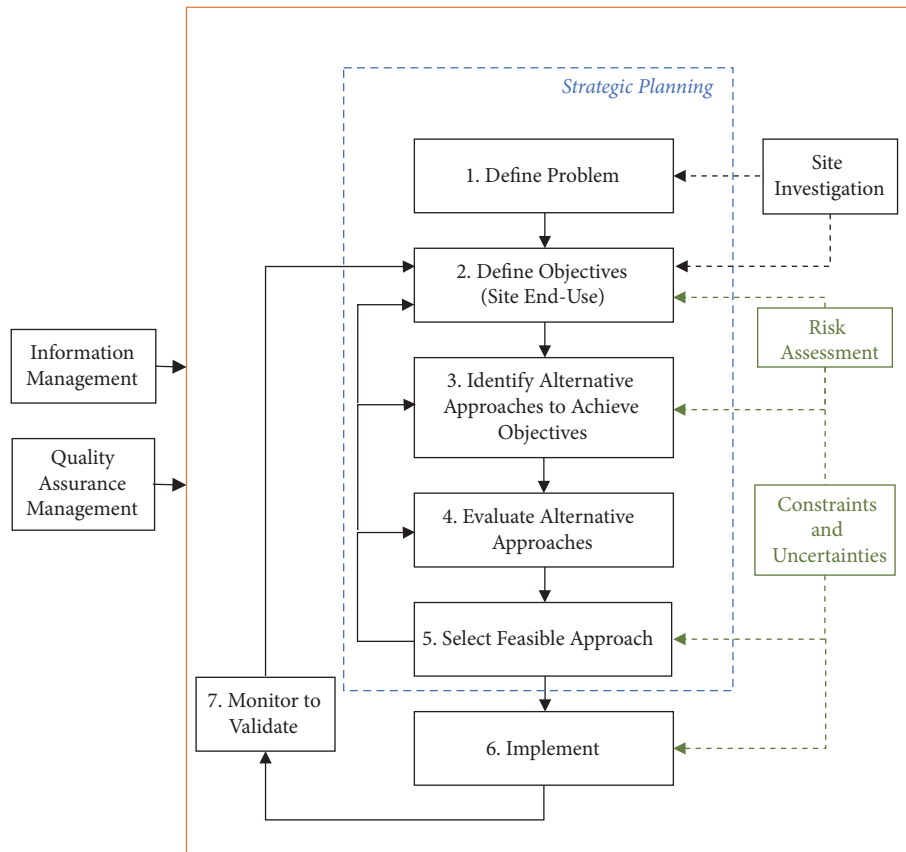 Strategic Planning
1. Define Problem
Site
Investigation
2. Define Objectives
(Site End-Use)
Risk
Assessment
Information
Management
3. Identify Alternative
Approaches to Achieve
Objectives
Quality
Assurance
Management
4. Evaluate Alternative
Approaches
Constraints
and
Uncertainties
5. Select Feasible Approach
7. Monitor to
Validate
6. Implement